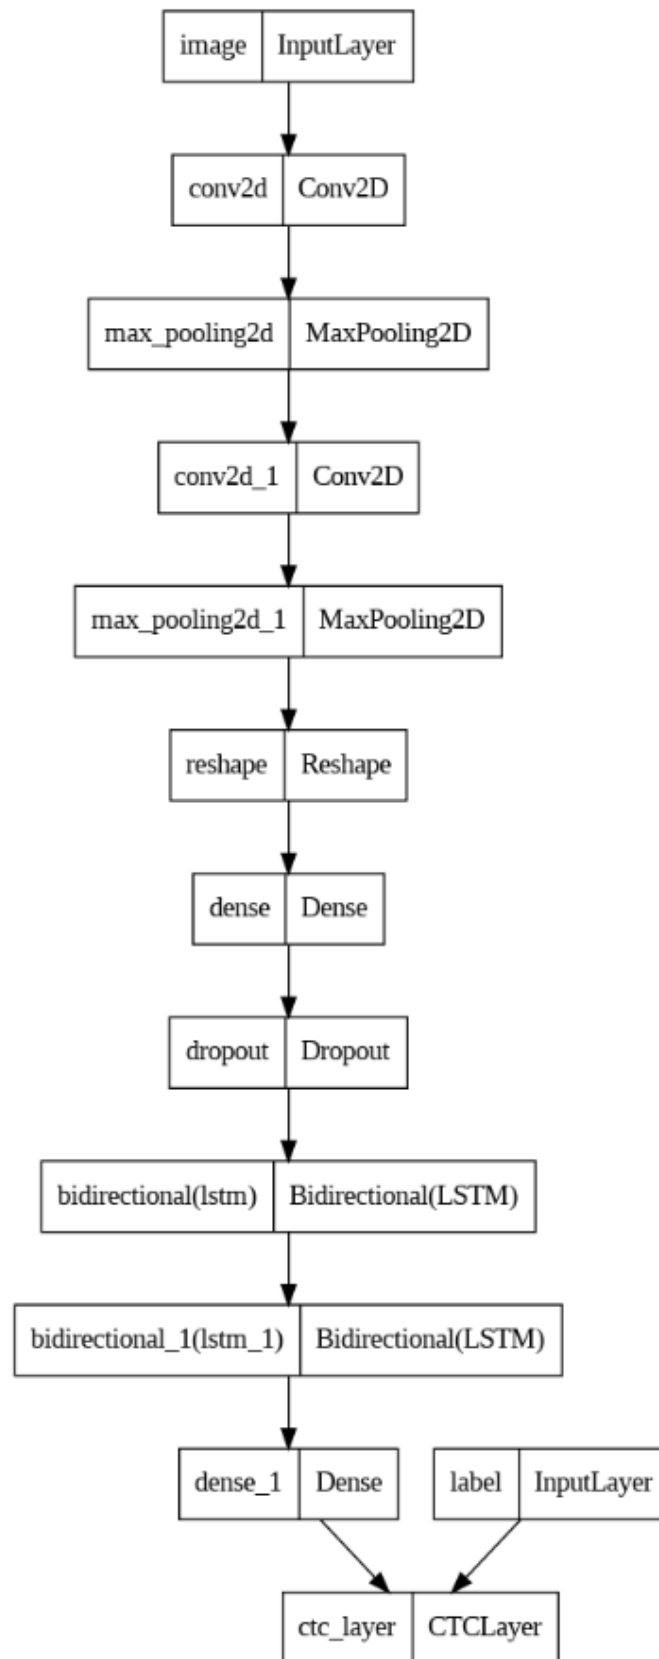 image InputLayer
conv2d Conv2D
max_pooling2d MaxPooling2D
conv2d_1 Conv2D
max_pooling2d_1 MaxPooling2D
reshape Reshape
dense Dense
dropout Dropout
bidirectional(lstm) Bidirectional(LSTM)
bidirectional_1(lstm_1) Bidirectional(LSTM)
dense_1 Dense label InputLayer
ctc_layer CTCLayer